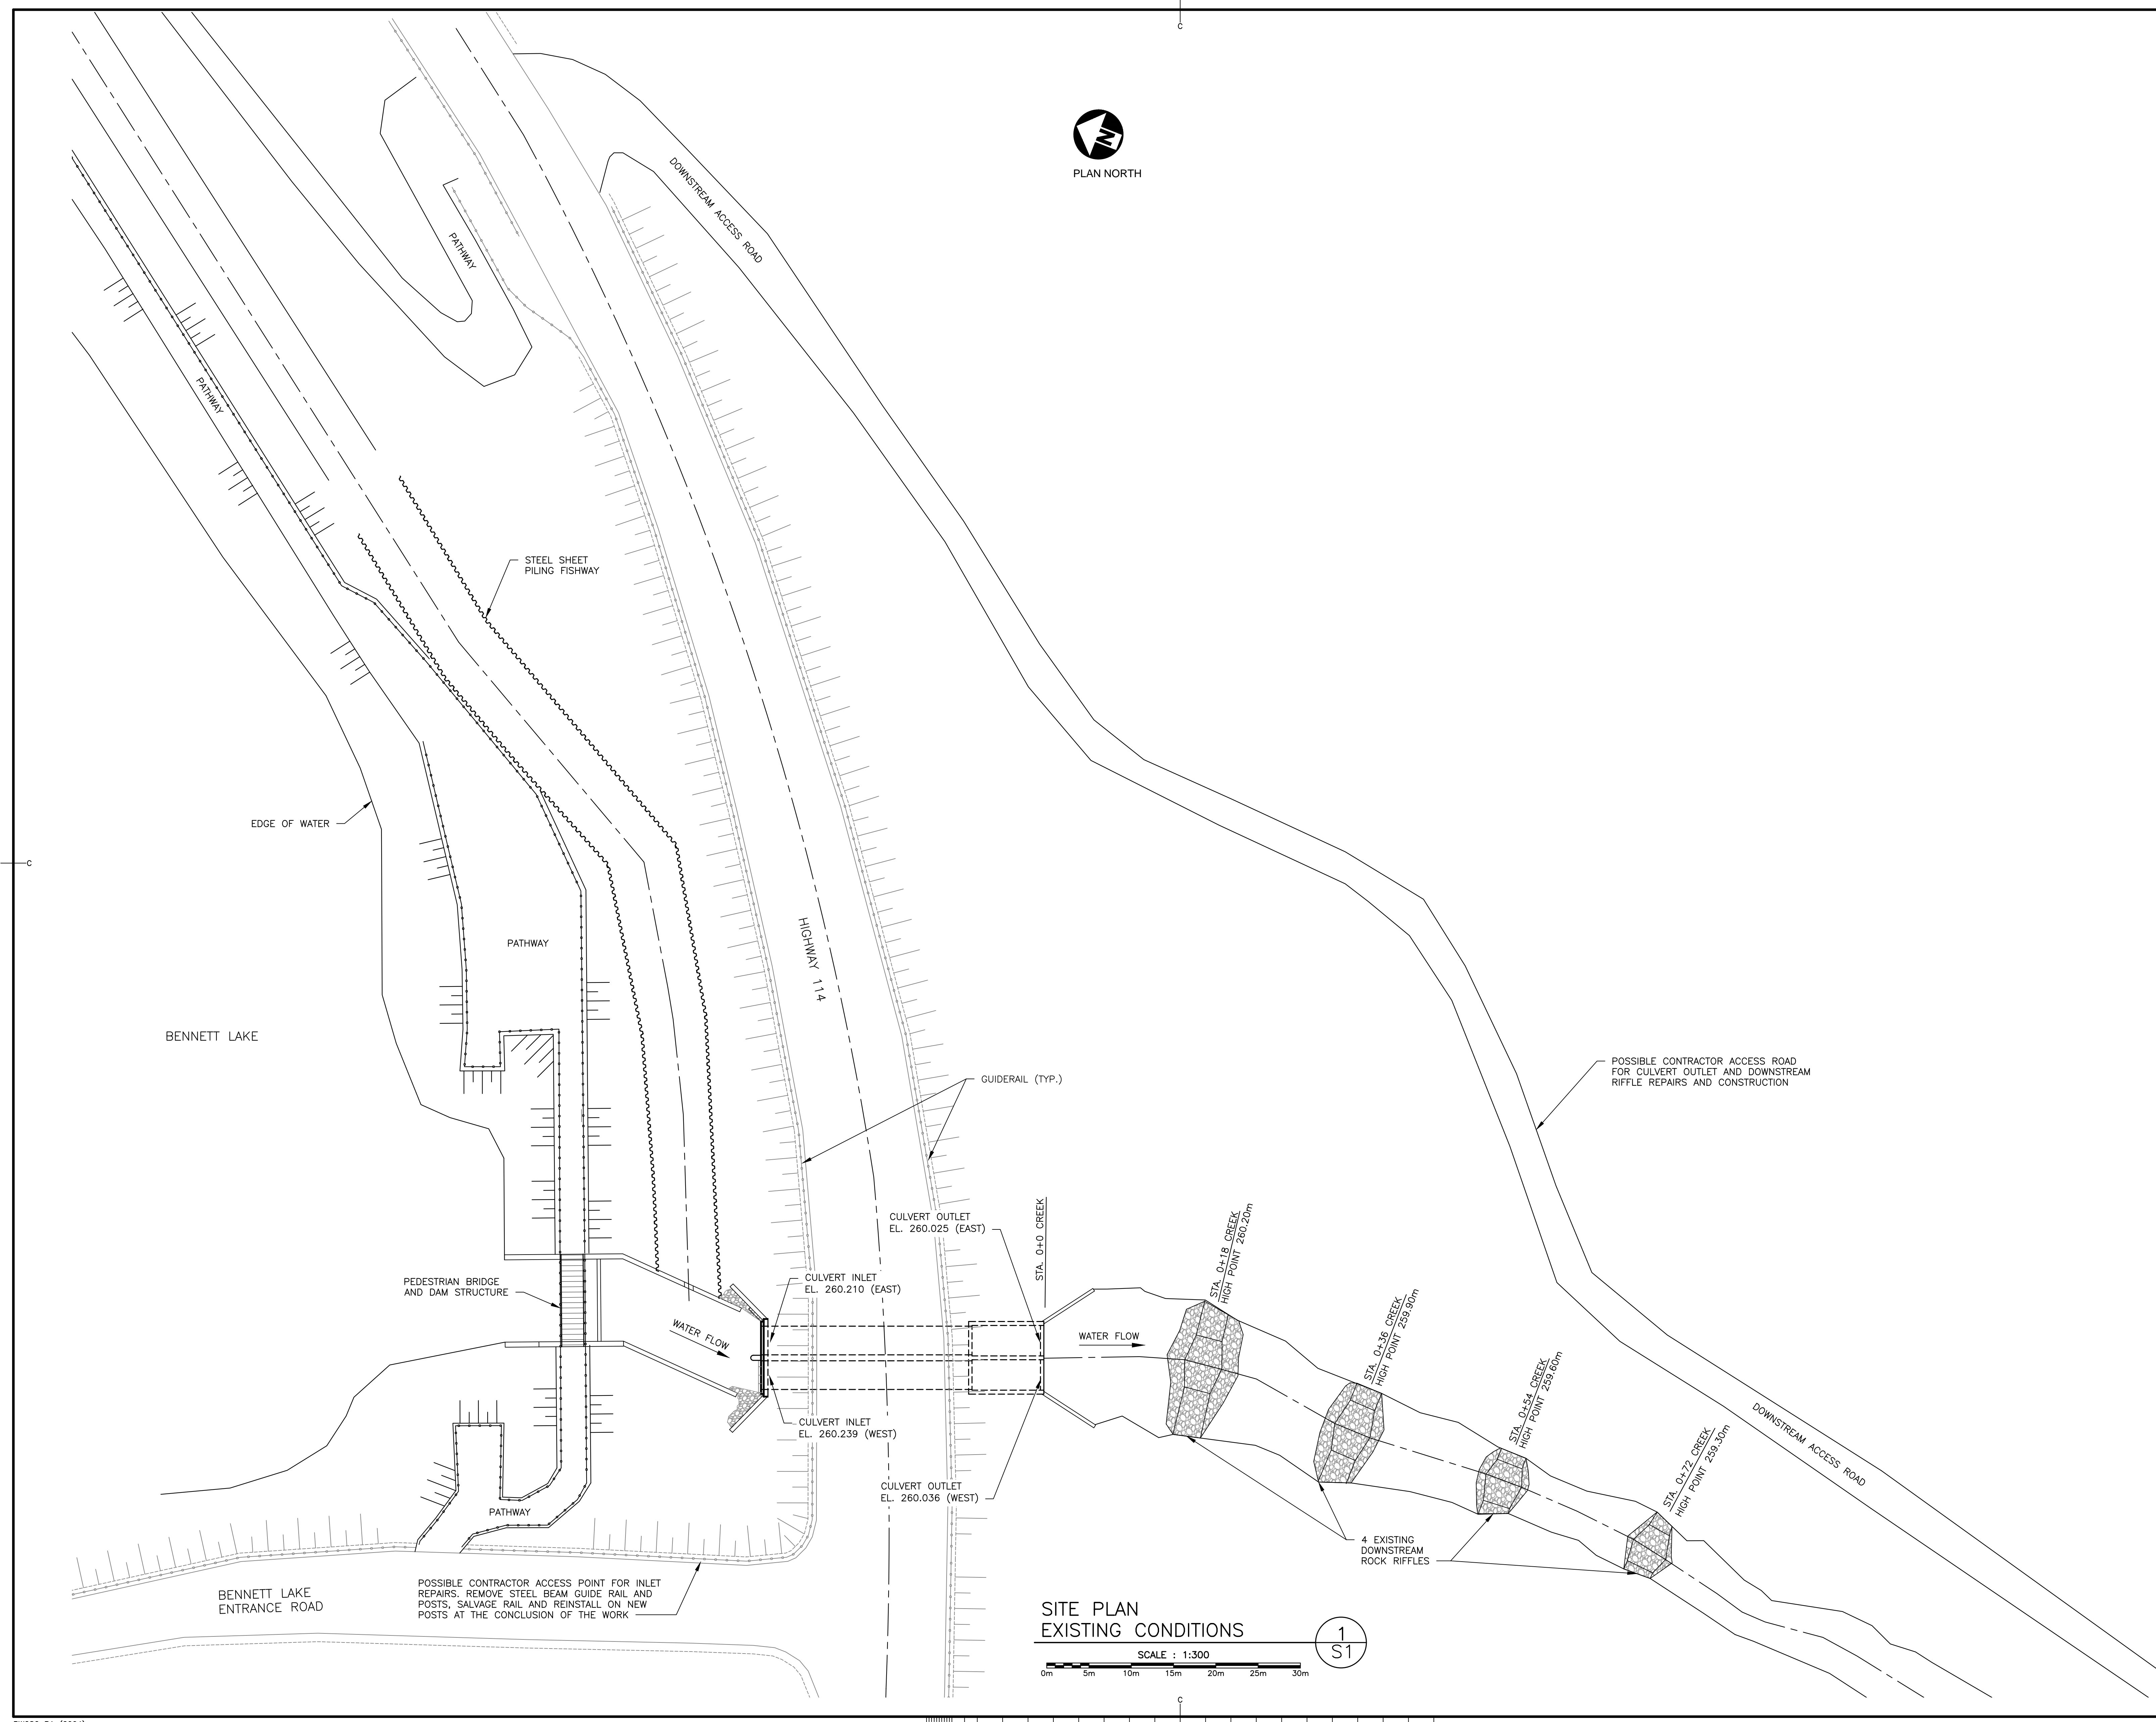 C
N
PLAN NORTH
DOWNSTREAM ACCESS ROAD
PATHWAY
PATHWAY
STEEL SHEET
PILING FISHWAY
EDGE OF WATER
C
PATHWAY
HIGHWAY 114
BENNETT LAKE
GUIDERAIL (TYP.)
POSSIBLE CONTRACTOR ACCESS ROAD
FOR CULVERT OUTLET AND DOWNSTREAM
RIFFLE REPAIRS AND CONSTRUCTION
CULVERT OUTLET
EL. 260.025 (EAST)
STA. 0+0 CREEK
STA. 0+18 CREEK
HIGH POINT 260.20m
PEDESTRIAN BRIDGE
AND DAM STRUCTURE
CULVERT INLET
EL. 260.210 (EAST)
WATER FLOW
WATER FLOW
STA. 0+36 CREEK
HIGH POINT 259.90m
STA. 0+54 CREEK
HIGH POINT 259.60m
STA. 0+72 CREEK
HIGH POINT 259.30m
DOWNSTREAM ACCESS ROAD
CULVERT INLET
EL. 260.239 (WEST)
CULVERT OUTLET
EL. 260.036 (WEST)
PATHWAY
4 EXISTING
DOWNSTREAM
ROCK RIFFLES
BENNETT LAKE
ENTRANCE ROAD
POSSIBLE CONTRACTOR ACCESS POINT FOR INLET
REPAIRS. REMOVE STEEL BEAM GUIDE RAIL AND
POSTS, SALVAGE RAIL AND REINSTALL ON NEW
POSTS AT THE CONCLUSION OF THE WORK
SITE PLAN
EXISTING CONDITIONS
1
S1
SCALE : 1:300
0m 5m 10m 15m 20m 25m 30m
C